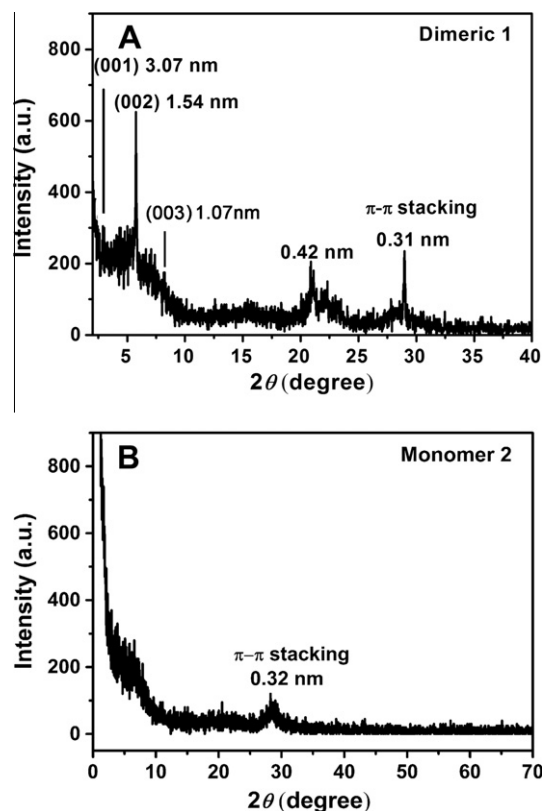 A
Dimeric 1
(001) 3.07 nm
(002) 1.54 nm
(003) 1.07nm
π-π stacking
0.42 nm
0.31 nm
Intensity (a.u.)
800
600
400
200
0
5 10 15 20 25 30 35 40
2θ (degree)
B
Monomer 2
π–π stacking
0.32 nm
Intensity (a.u.)
800
600
400
200
0
0 10 20 30 40 50 60 70
2θ (degree)